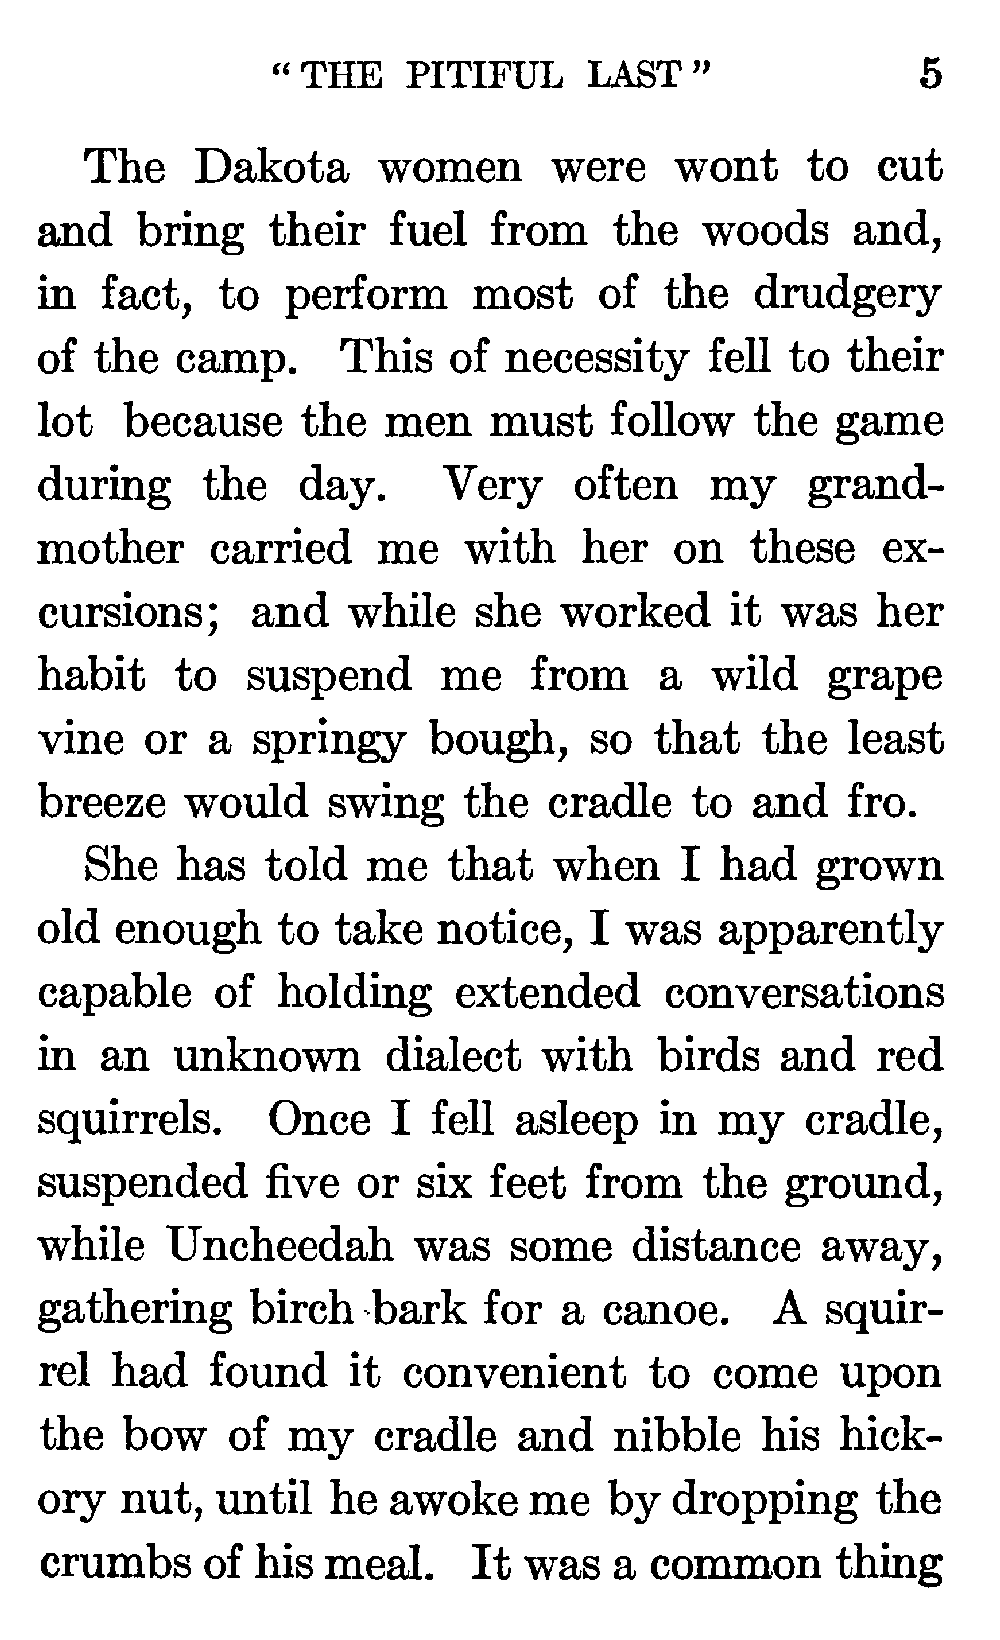 “THE PITIFUL LAST” 5
The Dakota women were wont to cut
and bring their fuel from the woods and,
in fact, to perform most of the drudgery
of the camp. This of necessity fell to their
lot because the men must follow the game
during the day. Very often my grand-
mother carried me with her on these ex-
cursions; and while she worked it was her
habit to suspend me from a wild grape
vine or a springy bough, so that the least
breeze would swing the cradle to and fro.
She has told me that when I had grown
old enough to take notice, I was apparently
capable of holding extended conversations
in an unknown dialect with birds and red
squirrels. Once I fell asleep in my cradle,
suspended five or six feet from the ground,
while Uncheedah was some distance away,
gathering birch bark for a canoe. A squir-
rel had found it convenient to come upon
the bow of my cradle and nibble his hick-
ory nut, until he awoke me by dropping the
crumbs of his meal. It was a common thing